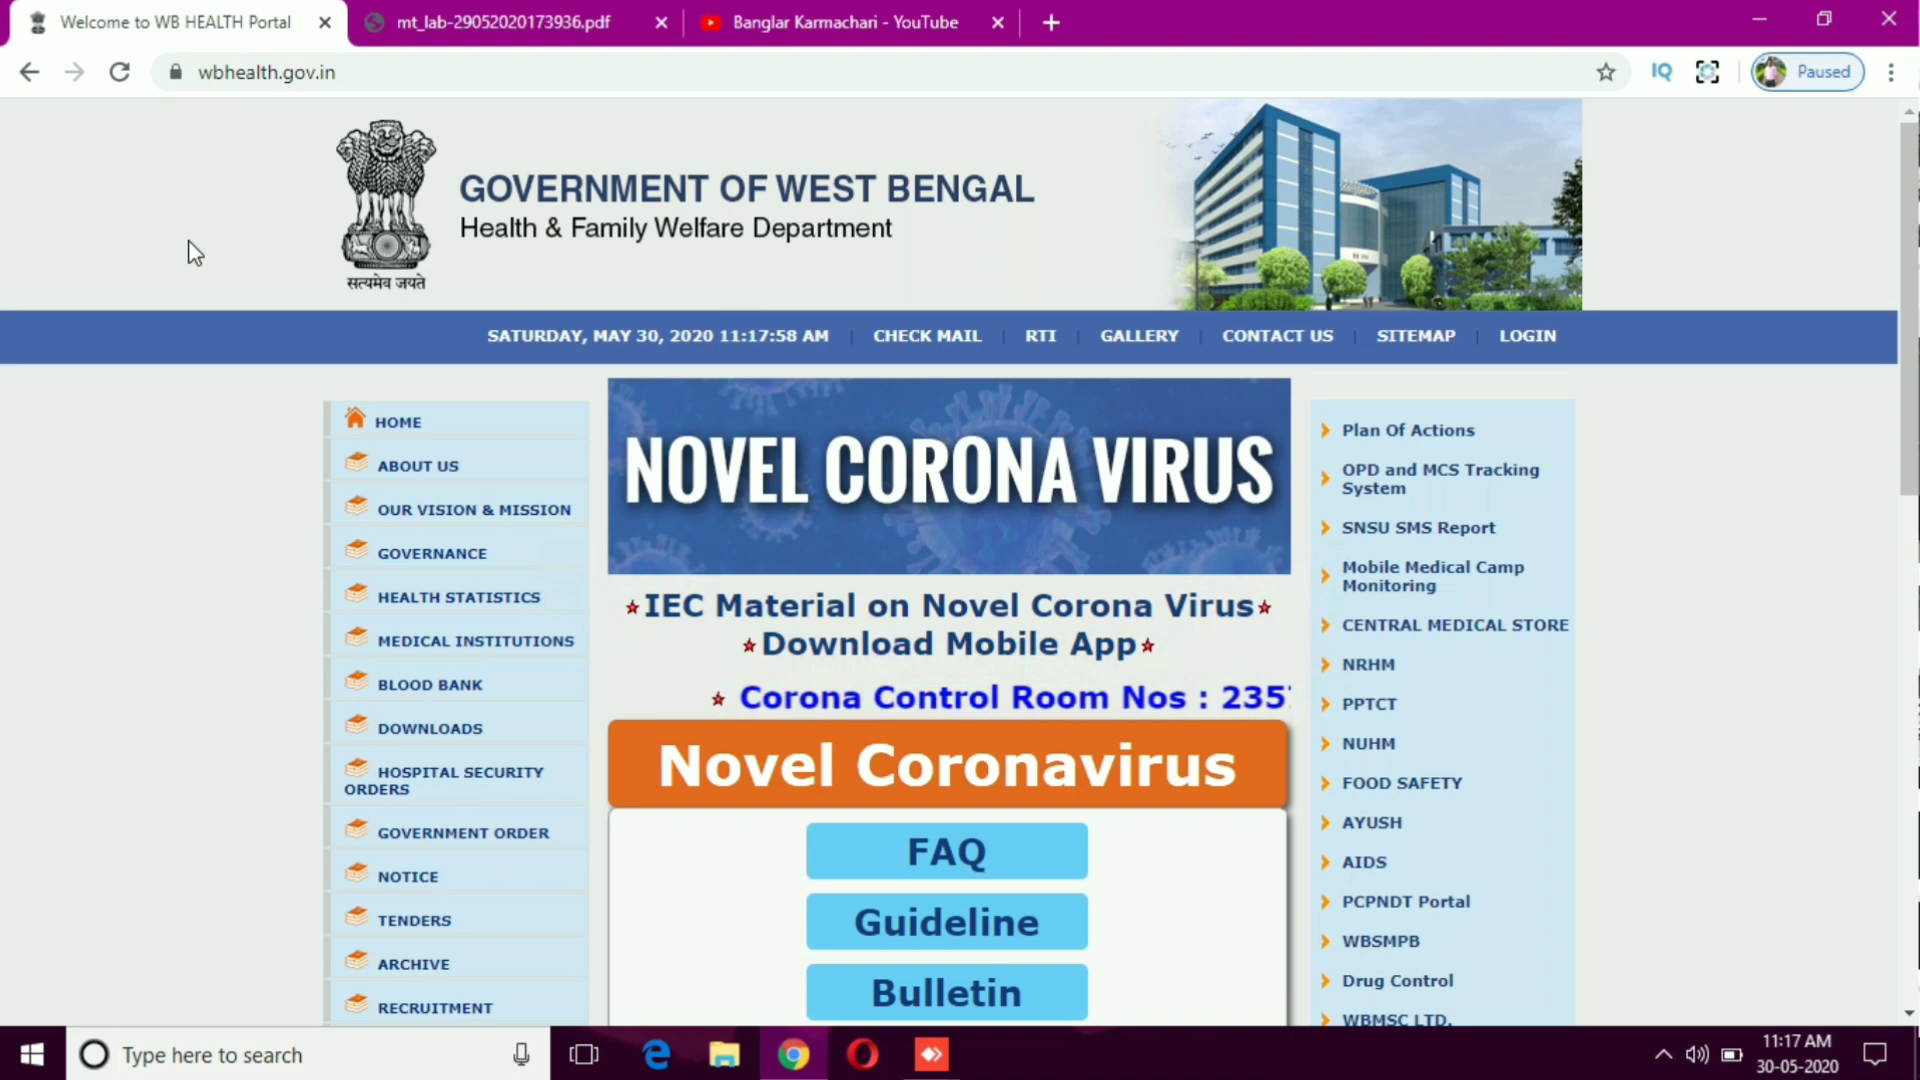 Welcome to WB HEALTH Portal
mt_lab-29052020173936.pdf
Banglar Karmachari - YouTube
wbhealth.gov.in
IQ
Paused
सत्यमेव जयते
GOVERNMENT OF WEST BENGAL
Health & Family Welfare Department
SATURDAY, MAY 30, 2020 11:17:58 AM | CHECK MAIL | RTI | GALLERY | CONTACT US | SITEMAP | LOGIN
HOME
ABOUT US
OUR VISION & MISSION
GOVERNANCE
HEALTH STATISTICS
MEDICAL INSTITUTIONS
BLOOD BANK
DOWNLOADS
HOSPITAL SECURITY
ORDERS
GOVERNMENT ORDER
NOTICE
TENDERS
ARCHIVE
RECRUITMENT
NOVEL CORONA VIRUS
IEC Material on Novel Corona Virus
Download Mobile App
Corona Control Room Nos : 235
Novel Coronavirus
FAQ
Guideline
Bulletin
Plan Of Actions
OPD and MCS Tracking
System
SNSU SMS Report
Mobile Medical Camp
Monitoring
CENTRAL MEDICAL STORE
NRHM
PPTCT
NUHM
FOOD SAFETY
AYUSH
AIDS
PCPNDT Portal
WBSMPB
Drug Control
WBMSC LTD.
Type here to search
11:17 AM
30-05-2020